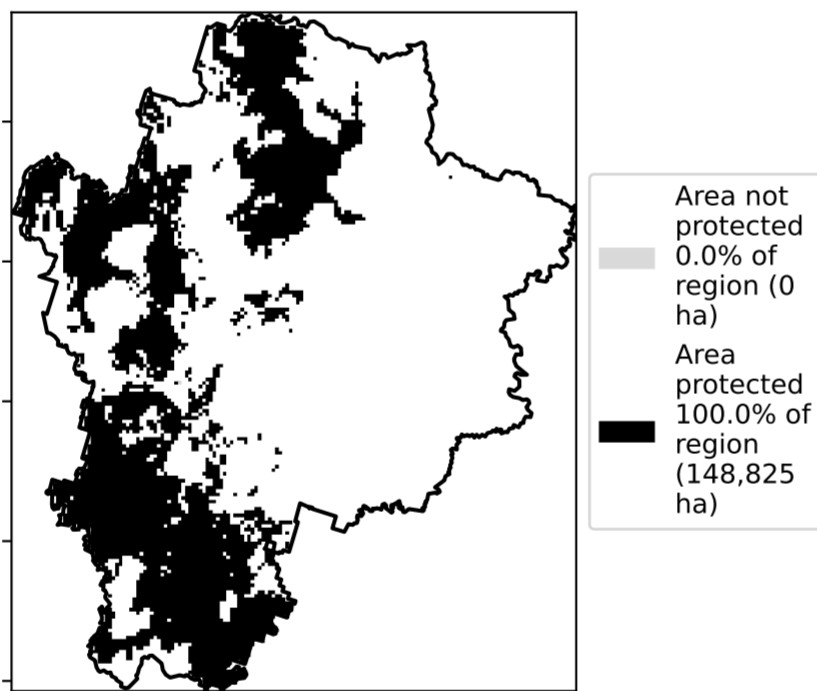 Area not
protected
0.0% of
region (0
ha)
Area
protected
100.0% of
region
(148,825
ha)